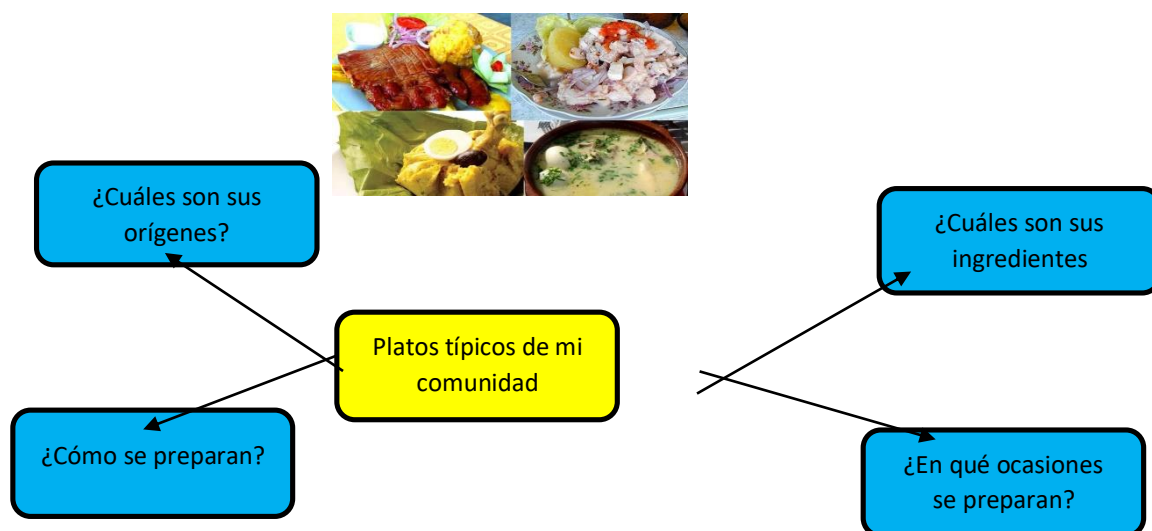 ¿Cuáles son sus
orígenes?
¿Cuáles son sus
ingredientes
Platos típicos de mi
comunidad
¿Cómo se preparan?
¿En qué ocasiones
se preparan?